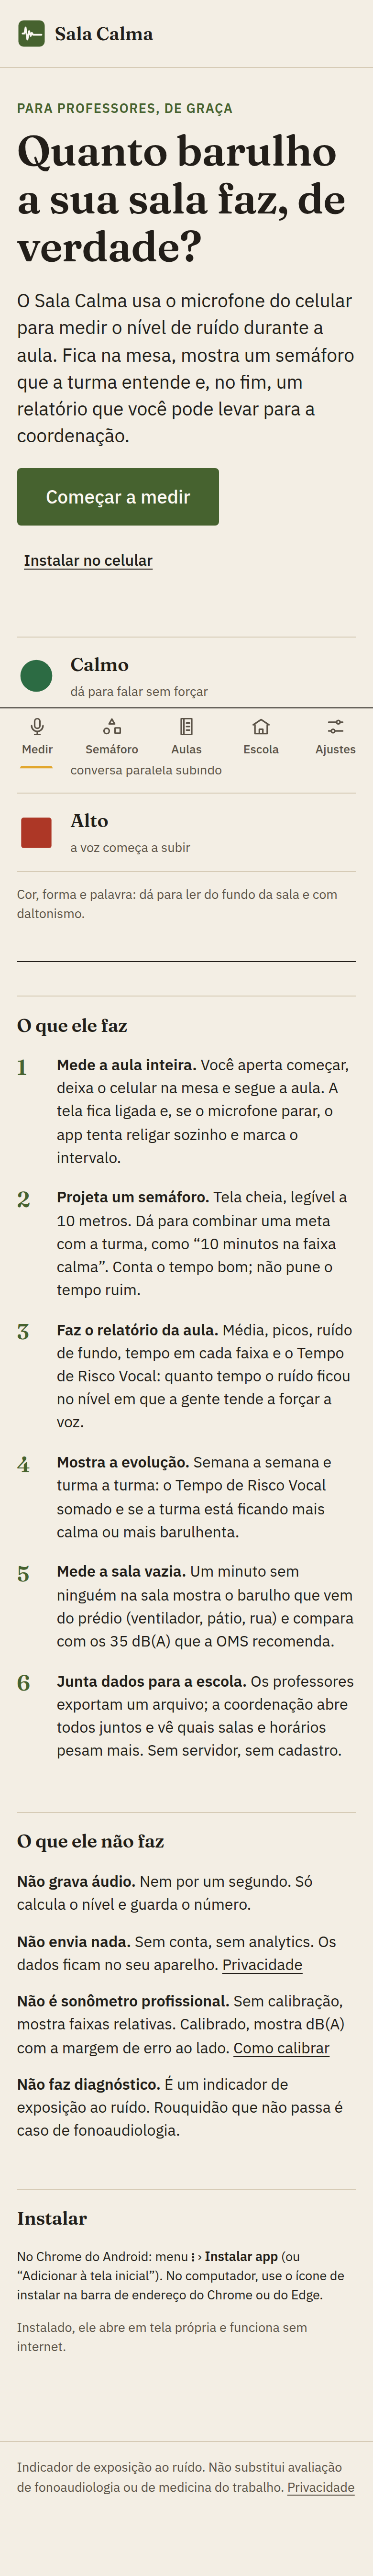 Sala Calma
PARA PROFESSORES, DE GRAÇA
Quanto barulho
a sua sala faz, de
verdade?
O Sala Calma usa o microfone do celular
para medir o nível de ruído durante a
aula. Fica na mesa, mostra um semáforo
que a turma entende e, no fim, um
relatório que você pode levar para a
coordenação.
Começar a medir
Instalar no celular
Calmo
dá para falar sem forçar
Medir Semáforo Aulas Escola Ajustes
conversa paralela subindo
Alto
a voz começa a subir
Cor, forma e palavra: dá para ler do fundo da sala e com
daltonismo.
O que ele faz
1 Mede a aula inteira. Você aperta começar,
deixa o celular na mesa e segue a aula. A
tela fica ligada e, se o microfone parar, o
app tenta religar sozinho e marca o
intervalo.
2 Projeta um semáforo. Tela cheia, legível a
10 metros. Dá para combinar uma meta
com a turma, como “10 minutos na faixa
calma”. Conta o tempo bom; não pune o
tempo ruim.
3 Faz o relatório da aula. Média, picos, ruído
de fundo, tempo em cada faixa e o Tempo
de Risco Vocal: quanto tempo o ruído ficou
no nível em que a gente tende a forçar a
voz.
4 Mostra a evolução. Semana a semana e
turma a turma: o Tempo de Risco Vocal
somado e se a turma está ficando mais
calma ou mais barulhenta.
5 Mede a sala vazia. Um minuto sem
ninguém na sala mostra o barulho que vem
do prédio (ventilador, pátio, rua) e compara
com os 35 dB(A) que a OMS recomenda.
6 Junta dados para a escola. Os professores
exportam um arquivo; a coordenação abre
todos juntos e vê quais salas e horários
pesam mais. Sem servidor, sem cadastro.
O que ele não faz
Não grava áudio. Nem por um segundo. Só
calcula o nível e guarda o número.
Não envia nada. Sem conta, sem analytics. Os
dados ficam no seu aparelho. Privacidade
Não é sonômetro profissional. Sem calibração,
mostra faixas relativas. Calibrado, mostra dB(A)
com a margem de erro ao lado. Como calibrar
Não faz diagnóstico. É um indicador de
exposição ao ruído. Rouquidão que não passa é
caso de fonoaudiologia.
Instalar
No Chrome do Android: menu ⋮ › Instalar app (ou
“Adicionar à tela inicial”). No computador, use o ícone de
instalar na barra de endereço do Chrome ou do Edge.
Instalado, ele abre em tela própria e funciona sem
internet.
Indicador de exposição ao ruído. Não substitui avaliação
de fonoaudiologia ou de medicina do trabalho. Privacidade